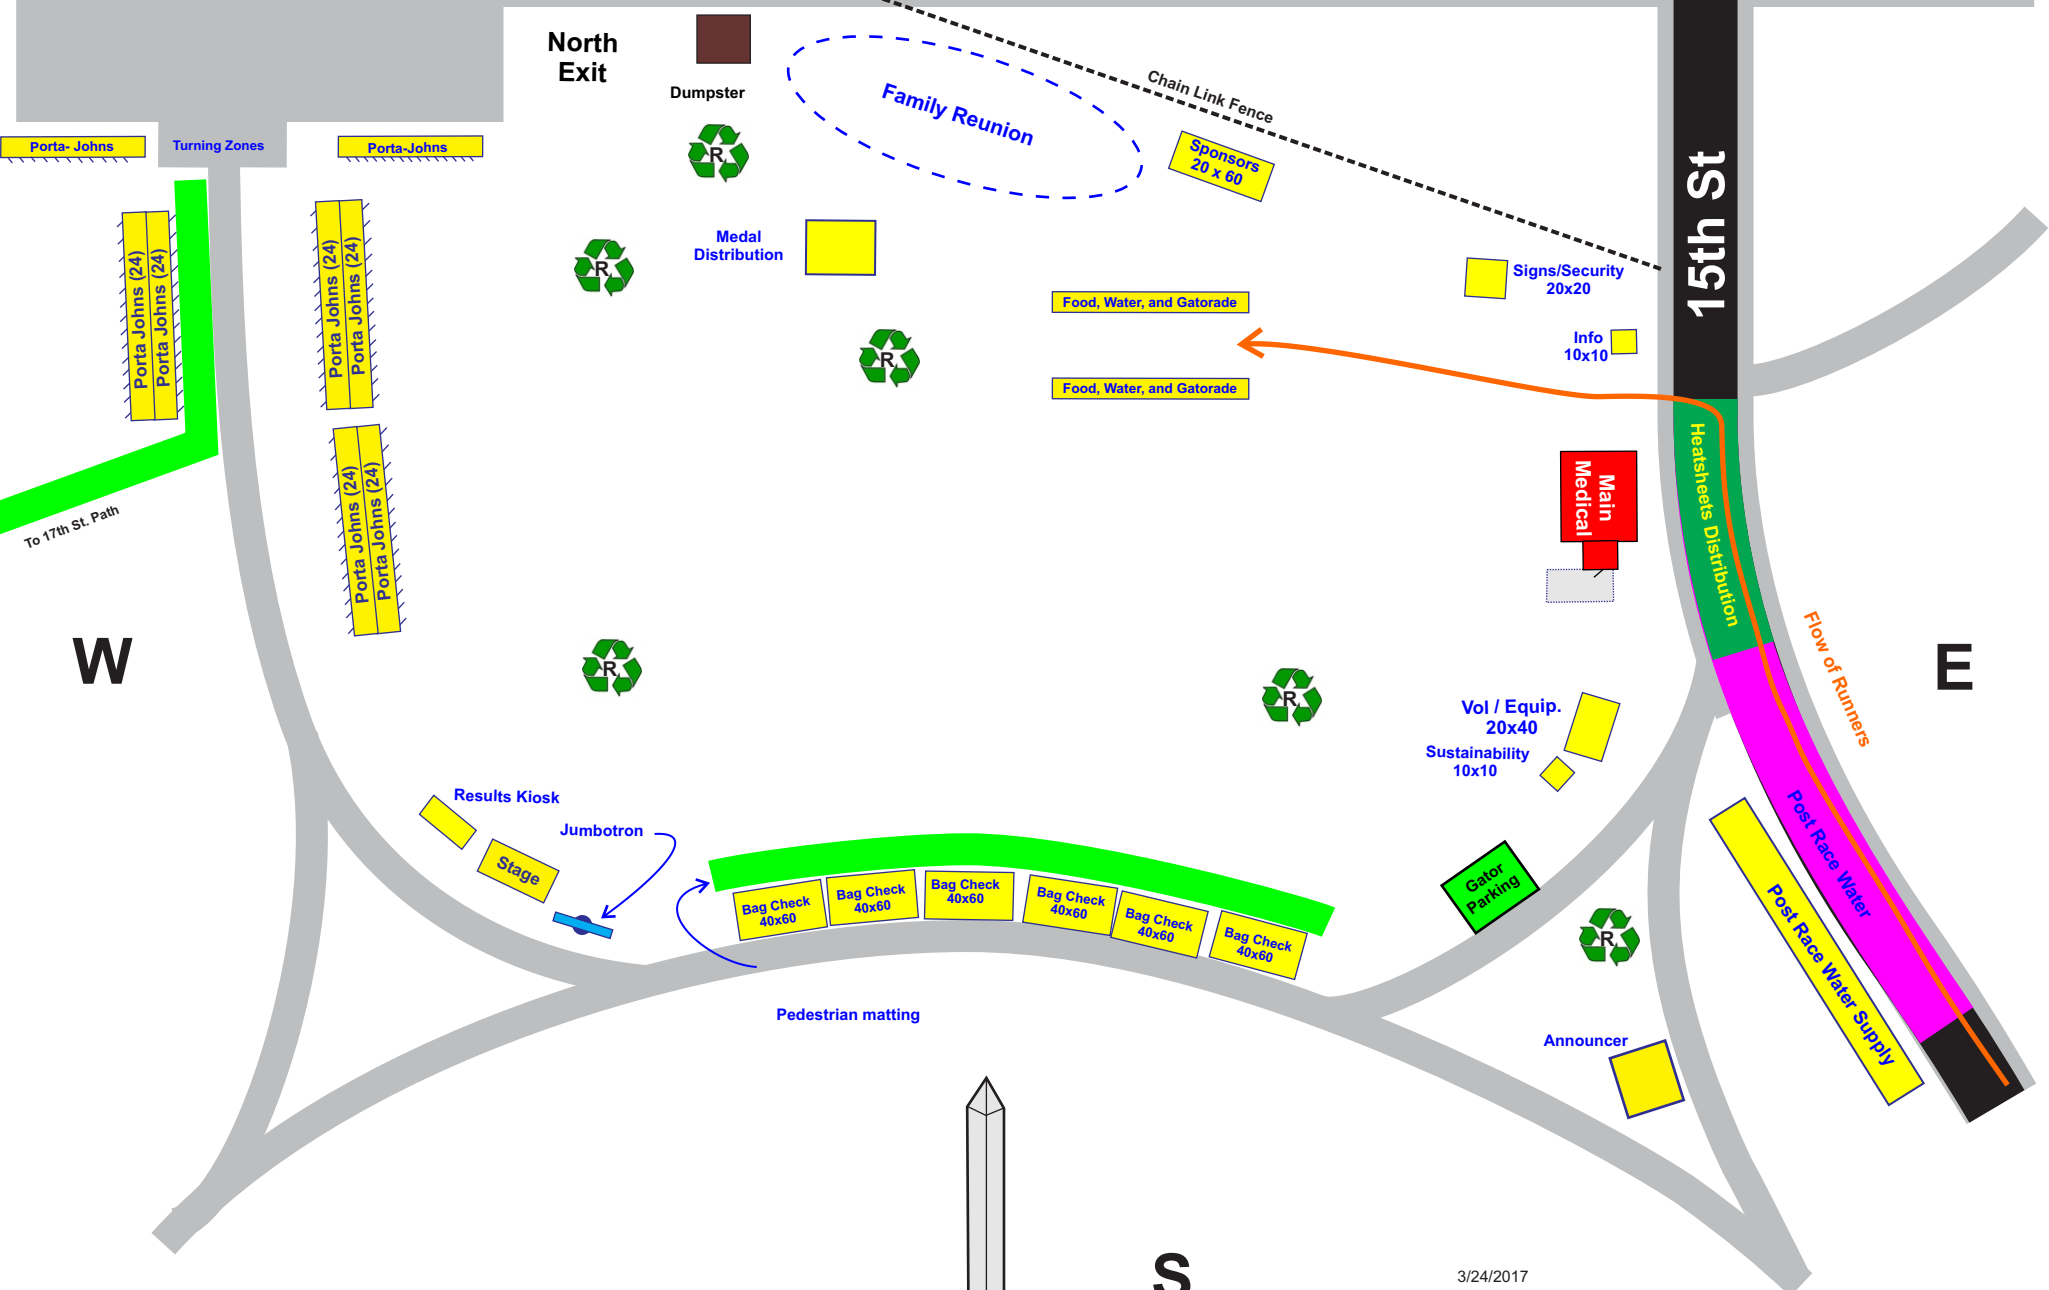 North
Exit
Dumpster
Family Reunion
Chain Link Fence
Sponsors
20 x 60
15th St
Porta- Johns
Turning Zones
Porta-Johns
R
Medal
Distribution
R
Porta Johns (24)
Porta Johns (24)
Porta Johns (24)
Porta Johns (24)
Signs/Security
20x20
Food, Water, and Gatorade
Info
10x10
R
Food, Water, and Gatorade
Porta Johns (24)
Porta Johns (24)
To 17th St. Path
Main
Medical
Heatsheets Distribution
Flow of Runners
W
E
R
R
Vol / Equip.
20x40
Sustainability
10x10
Results Kiosk
Jumbotron
Stage
Bag Check
40x60
Bag Check
40x60
Bag Check
40x60
Bag Check
40x60
Bag Check
40x60
Bag Check
40x60
Gator
Parking
R
Post Race Water
Post Race Water Supply
Pedestrian matting
Announcer
S
3/24/2017